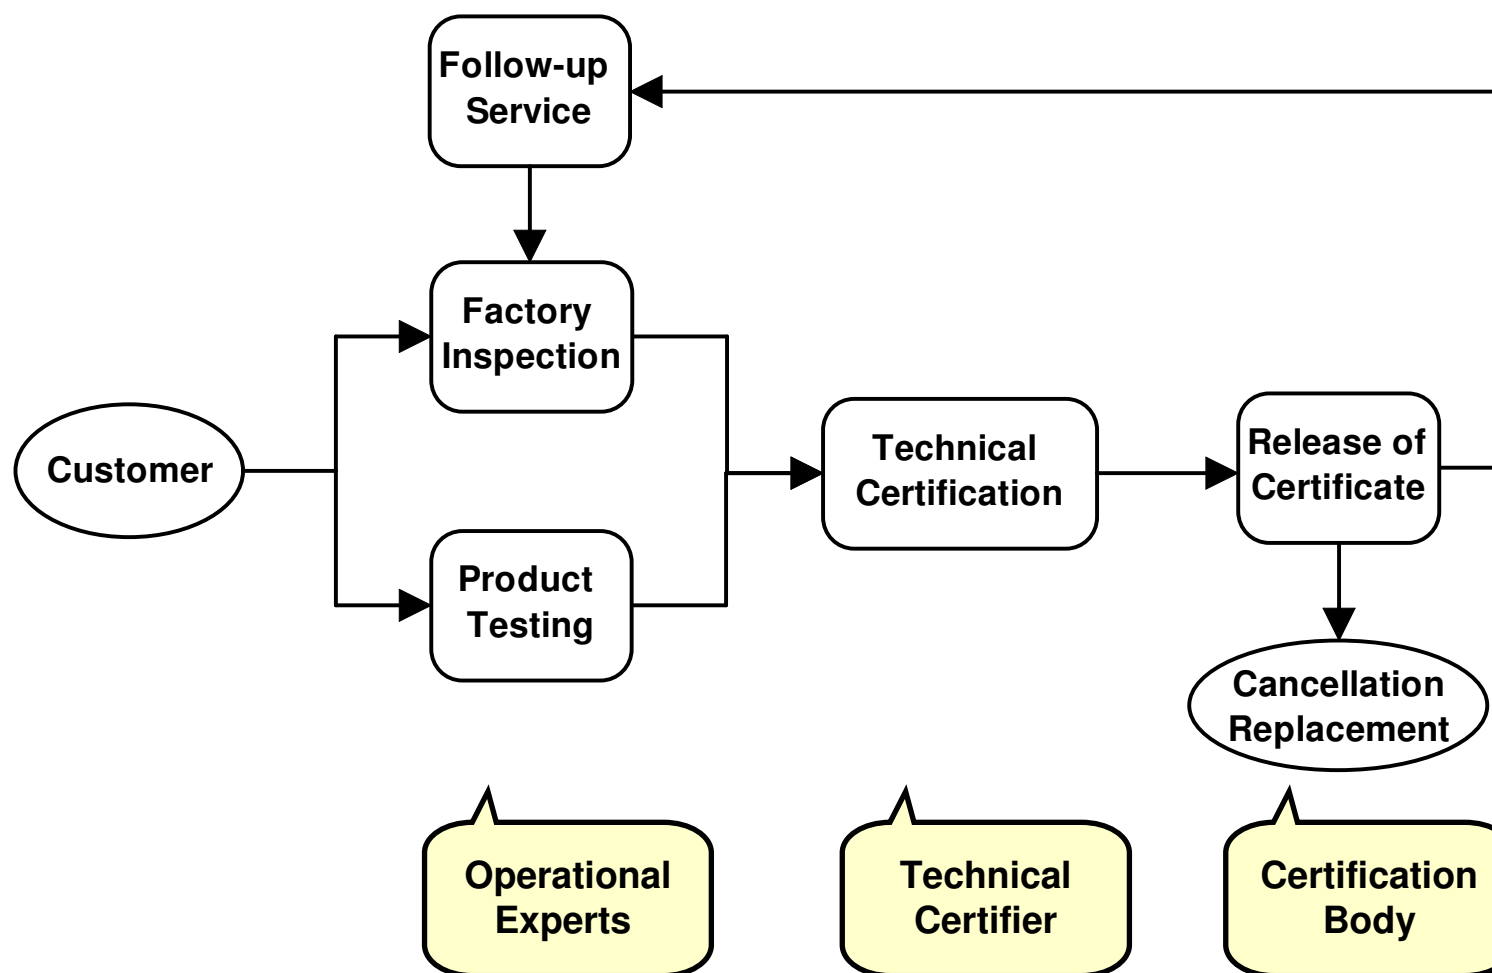 Follow-up
Service
Factory
Inspection
Customer
Technical
Certification
Release of
Certificate
Product
Testing
Cancellation
Replacement
Operational
Experts
Technical
Certifier
Certification
Body